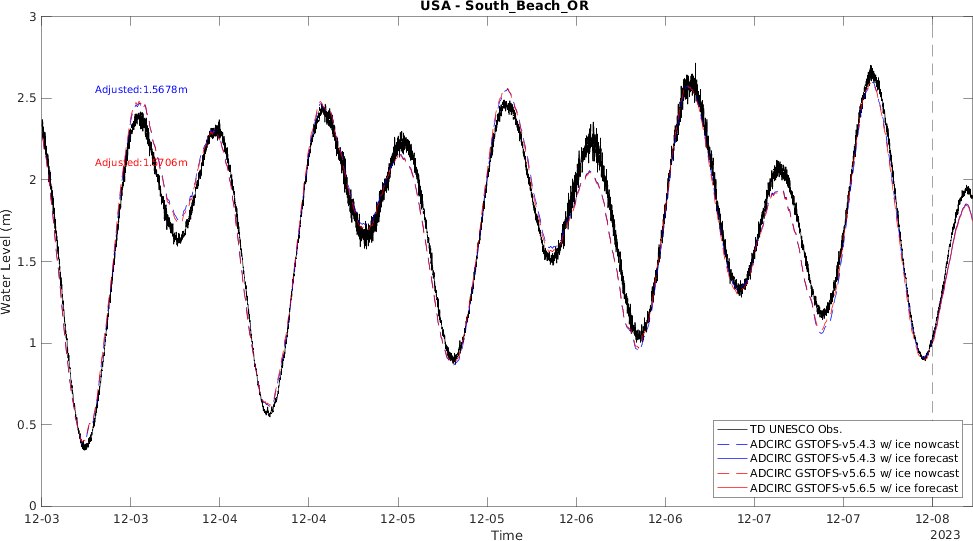 USA - South_Beach_OR
3
2.5
2
1.5
1
0.5
0
Water Level (m)
Adjusted:1.5678m
12-03
12-03
12-04
12-04
12-05
12-05
12-06
12-06
12-07
12-07
12-08
2023
Time
TD UNESCO Obs.
ADCIRC GSTOFS-v5.4.3 w/ ice nowcast
ADCIRC GSTOFS-v5.4.3 w/ ice forecast
ADCIRC GSTOFS-v5.6.5 w/ ice nowcast
ADCIRC GSTOFS-v5.6.5 w/ ice forecast